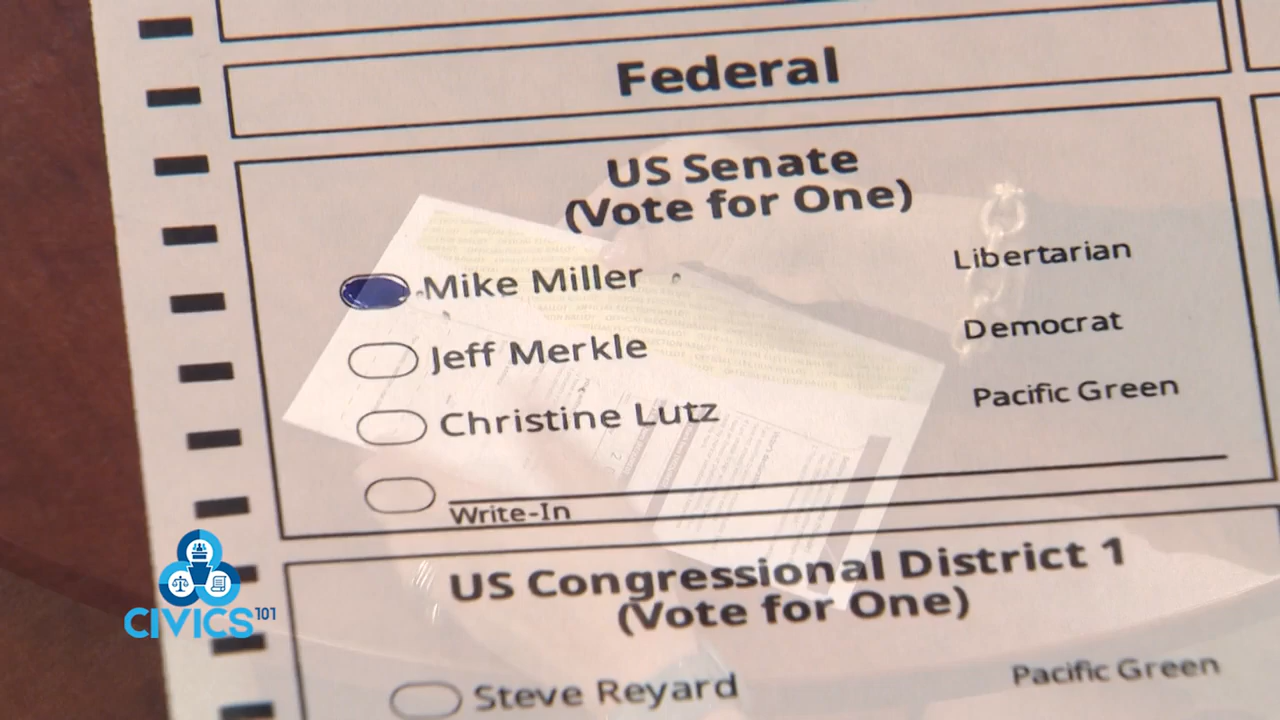 Federal
US Senate
(Vote for One)
Mike Miller Libertarian
Jeff Merkle Democrat
Christine Lutz Pacific Green
Write-In
US Congressional District 1
(Vote for One)
Steve Reyard Pacific Green
CIVICS 101